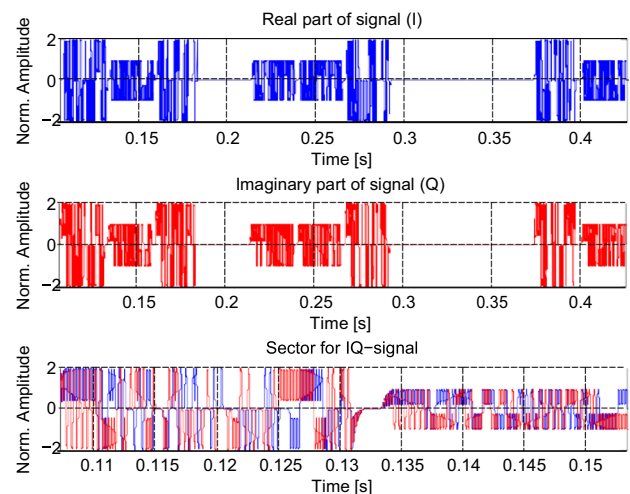 Real part of signal (I)
Norm. Amplitude
2
0
−2
0.15 0.2 0.25 0.3 0.35 0.4
Time [s]
Imaginary part of signal (Q)
Norm. Amplitude
2
0
−2
0.15 0.2 0.25 0.3 0.35 0.4
Time [s]
Sector for IQ−signal
Norm. Amplitude
2
0
−2
0.11 0.115 0.12 0.125 0.13 0.135 0.14 0.145 0.15
Time [s]